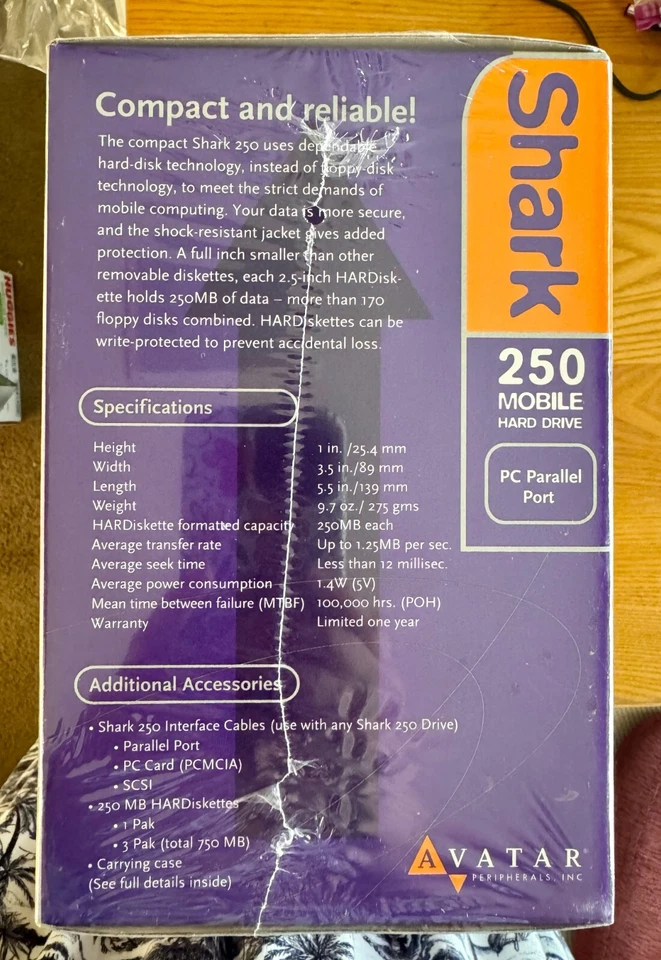 Compact and reliable!
The compact Shark 250 uses dependable
hard-disk technology, instead of floppy-disk
technology, to meet the strict demands of
mobile computing. Your data is more secure,
and the shock-resistant jacket gives added
protection. A full inch smaller than other
removable diskettes, each 2.5-inch HARDisk-
ette holds 250MB of data – more than 170
floppy disks combined. HARDiskettes can be
write-protected to prevent accidental loss.
Specifications
Height 1 in. /25.4 mm
Width 3.5 in./89 mm
Length 5.5 in./139 mm
Weight 9.7 oz./ 275 gms
HARDiskette formatted capacity 250MB each
Average transfer rate Up to 1.25MB per sec.
Average seek time Less than 12 millisec.
Average power consumption 1.4W (5V)
Mean time between failure (MTBF) 100,000 hrs. (POH)
Warranty Limited one year
Additional Accessories
• Shark 250 Interface Cables (use with any Shark 250 Drive)
• Parallel Port
• PC Card (PCMCIA)
• SCSI
• 250 MB HARDiskettes
• 1 Pak
• 3 Pak (total 750 MB)
• Carrying case
(See full details inside)
Shark
250
MOBILE
HARD DRIVE
PC Parallel
Port
AVATAR®
PERIPHERALS, INC
HUGGIES